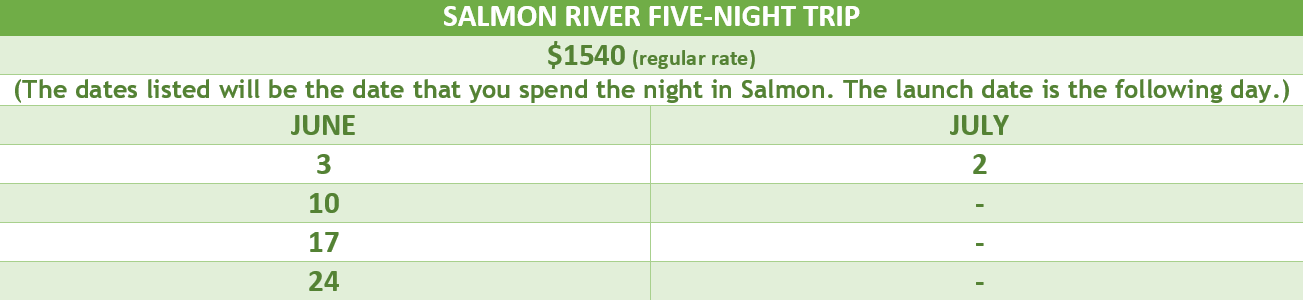 SALMON RIVER FIVE-NIGHT TRIP
$1540 (regular rate)
(The dates listed will be the date that you spend the night in Salmon. The launch date is the following day.)
JUNE JULY
3 2
10 -
17 -
24 -